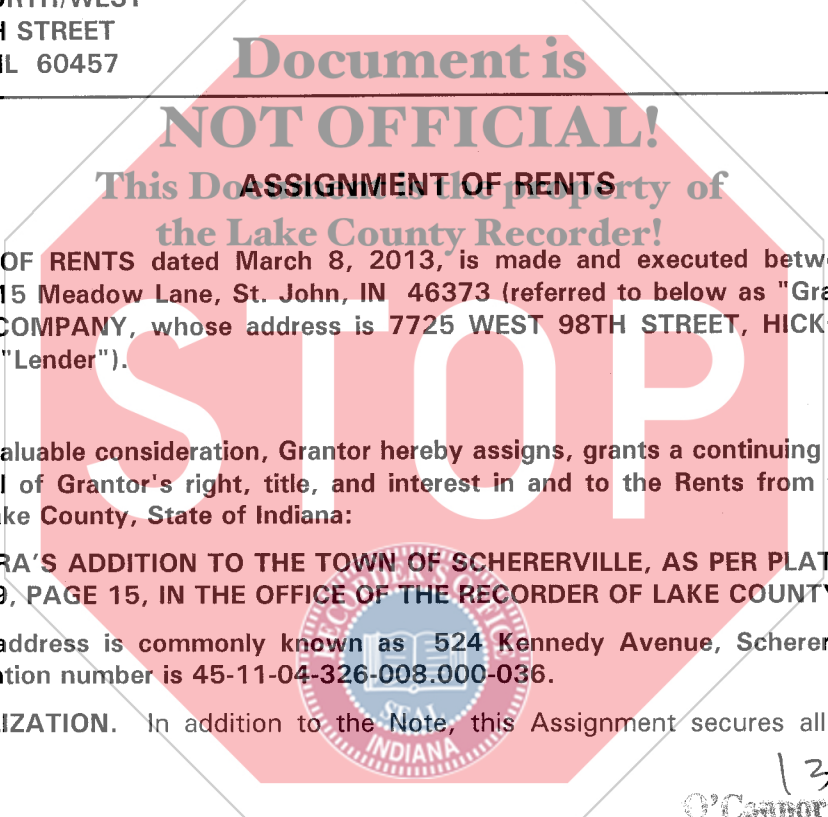 H STREET
IL 60457
Document is
NOT OFFICIAL!
ASSIGNMENT OF RENTS
This Document is the property of
the Lake County Recorder!
OF RENTS dated March 8, 2013, is made and executed betw
15 Meadow Lane, St. John, IN 46373 (referred to below as "Gra
COMPANY, whose address is 7725 WEST 98TH STREET, HICK
"Lender").
STOP
aluable consideration, Grantor hereby assigns, grants a continuing
l of Grantor's right, title, and interest in and to the Rents from
ke County, State of Indiana:
RA'S ADDITION TO THE TOWN OF SCHERERVILLE, AS PER PLAT
9, PAGE 15, IN THE OFFICE OF THE RECORDER OF LAKE COUNTY
address is commonly known as 524 Kennedy Avenue, Scherer
tion number is 45-11-04-326-008.000-036.
RECORDER'S OFFICE
SEAL
INDIANA
IZATION. In addition to the Note, this Assignment secures all
13
O'Connor